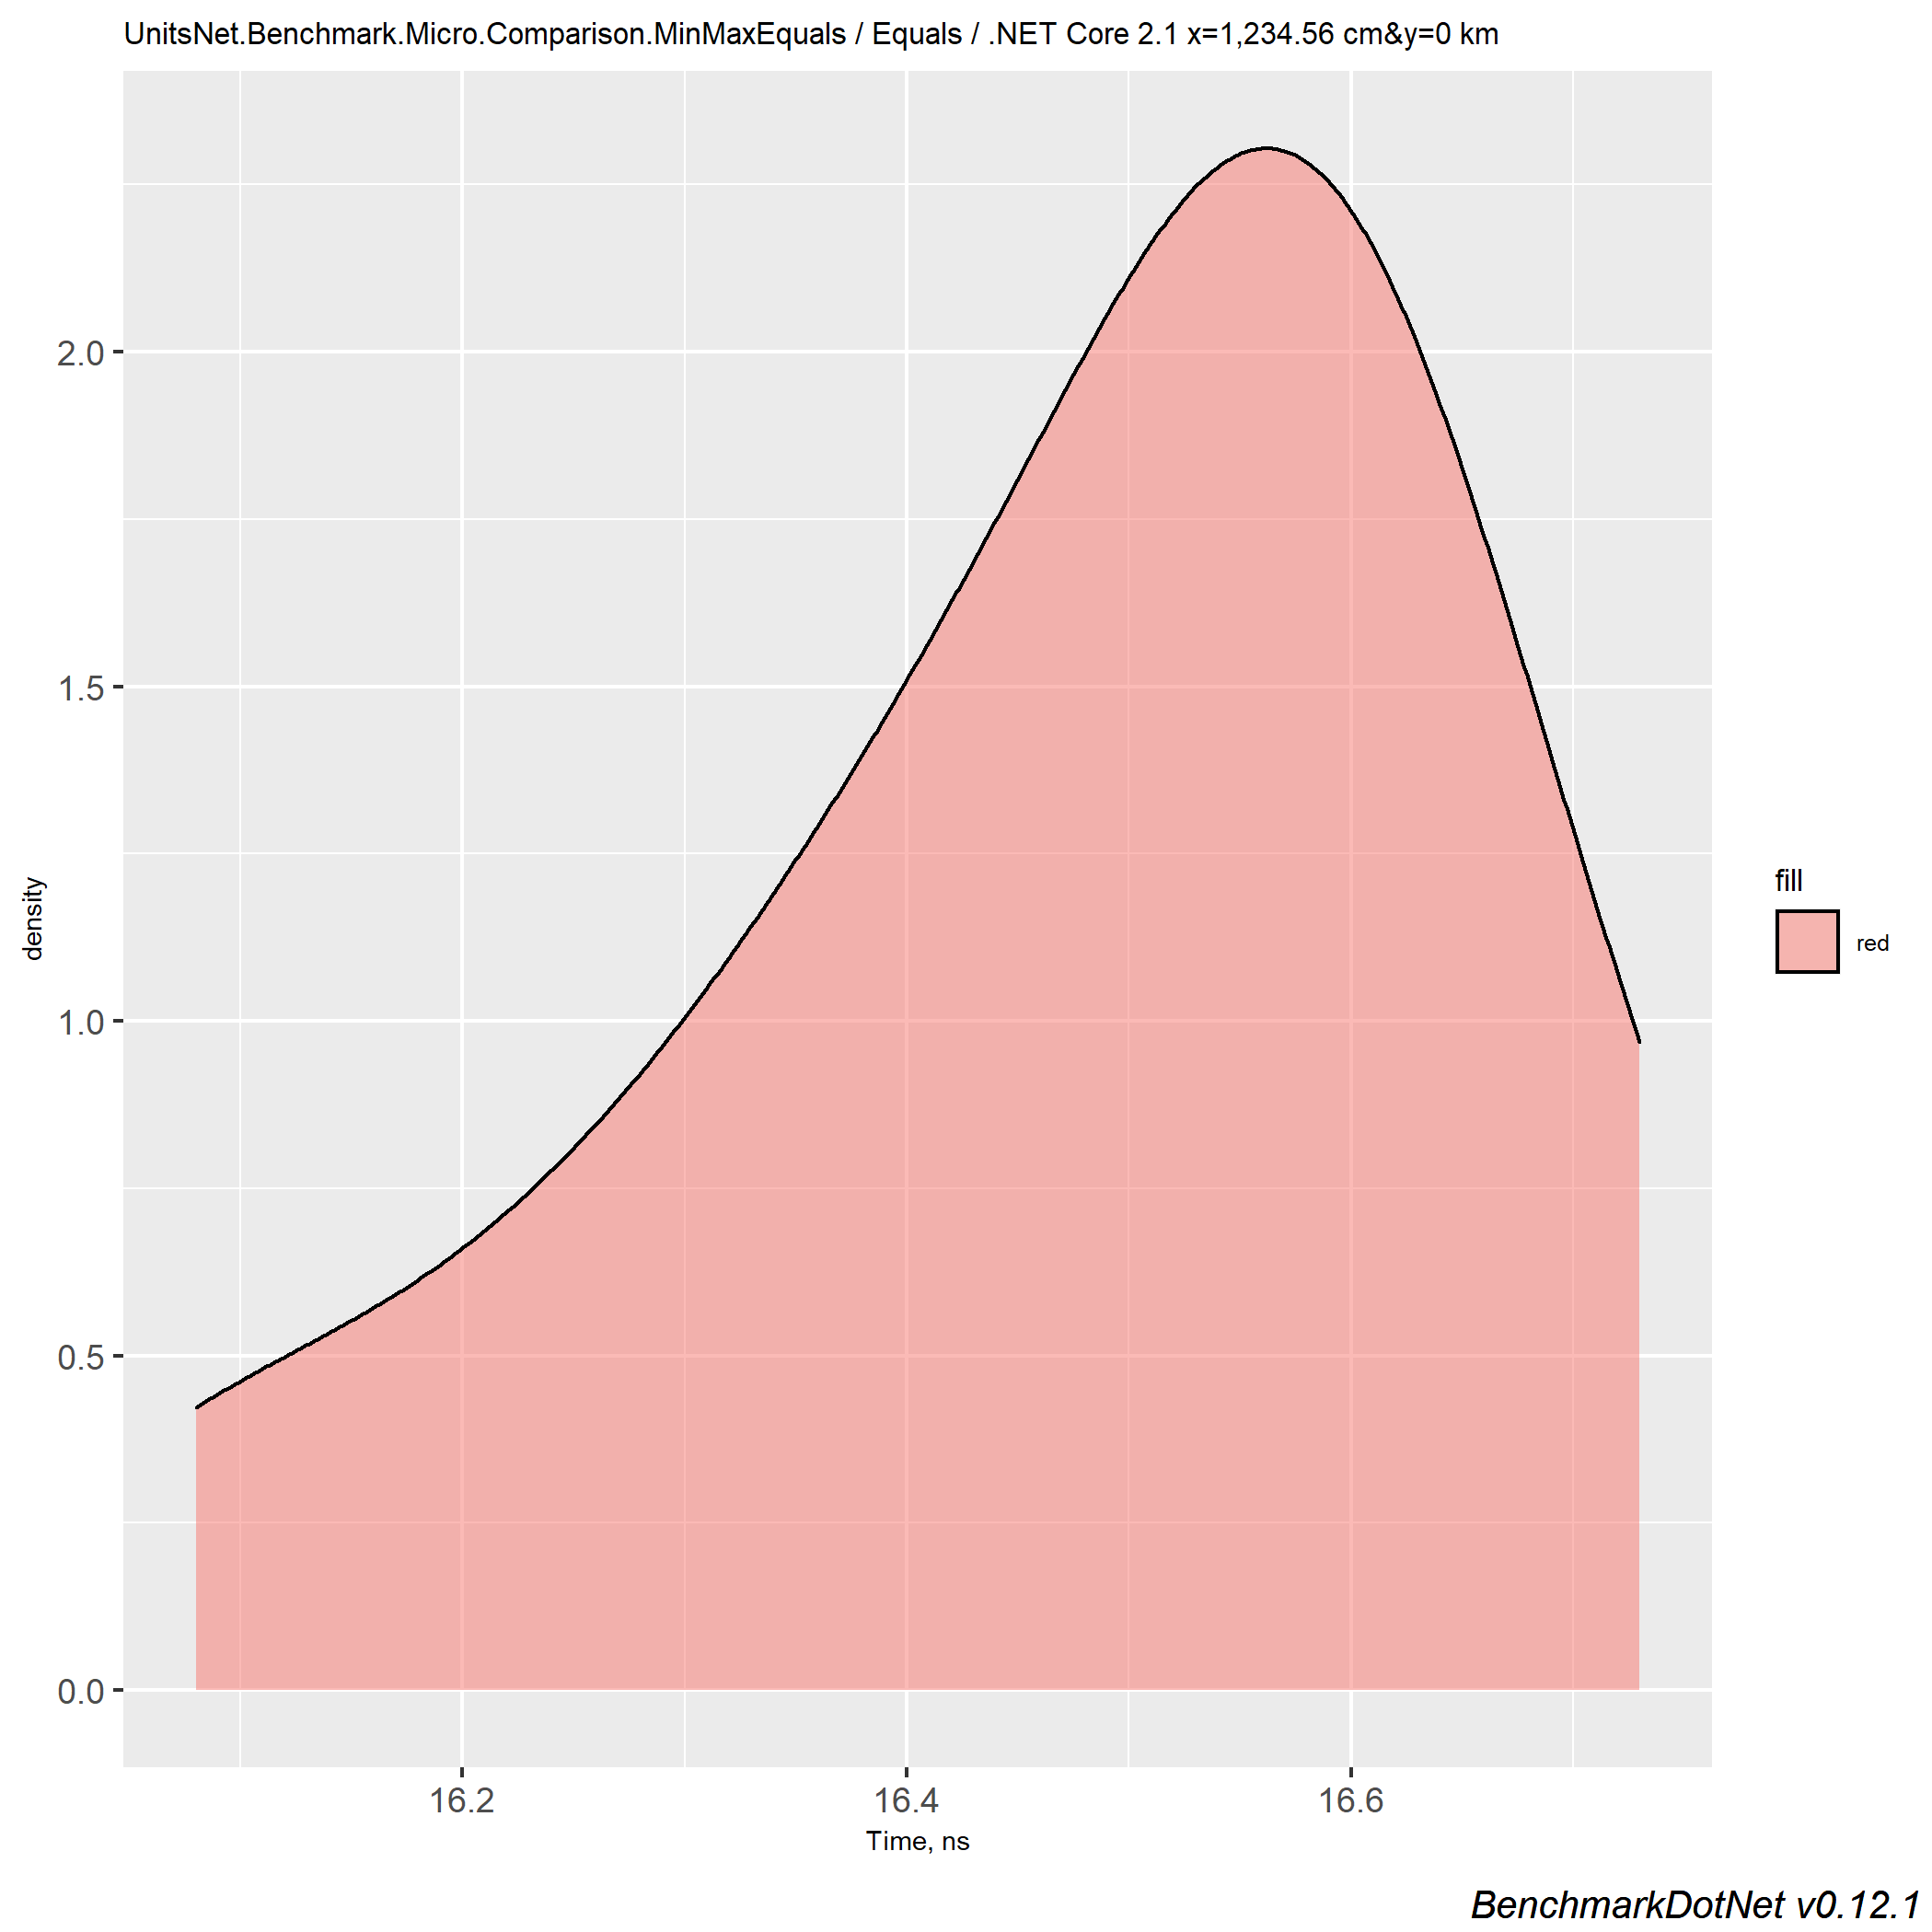 UnitsNet.Benchmark.Micro.Comparison.MinMaxEquals / Equals / .NET Core 2.1 x=1,234.56 cm&y=0 km
2.0
1.5
1.0
0.5
0.0
density
16.2 16.4 16.6
Time, ns
fill
red
BenchmarkDotNet v0.12.1